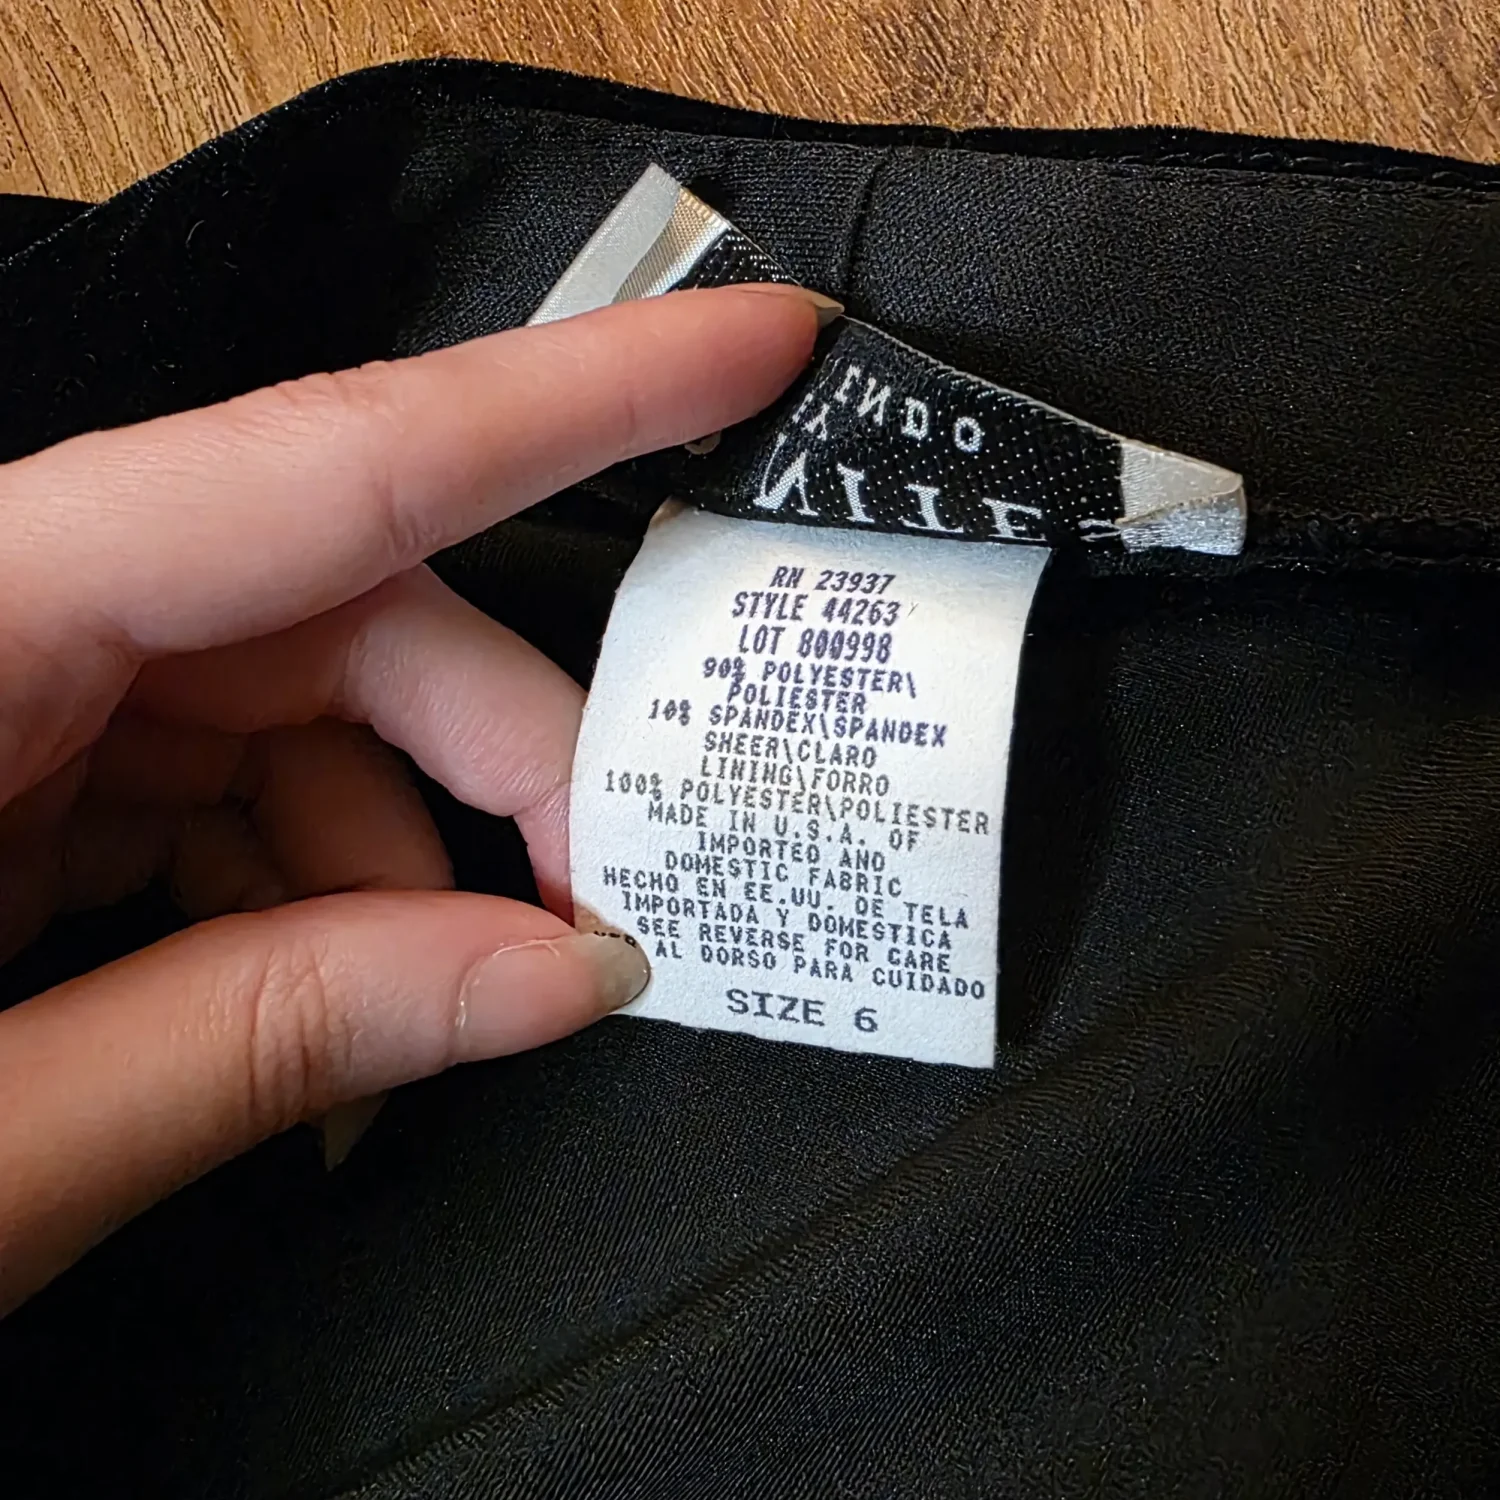 RN 23937
STYLE 44263
LOT 800998
90% POLYESTER\
POLIESTER
10% SPANDEX\SPANDEX
SHEER\CLARO
LINING\FORRO
100% POLYESTER\POLIESTER
MADE IN U.S.A. OF
IMPORTED AND
DOMESTIC FABRIC
HECHO EN EE.UU. DE TELA
IMPORTADA Y DOMESTICA
SEE REVERSE FOR CARE
AL DORSO PARA CUIDADO
SIZE 6